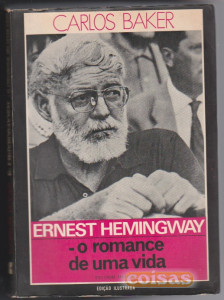 CARLOS BAKER
ERNEST HEMINGWAY
- o romance
de uma vida
coisas
EDIÇÃO ILUSTRADA